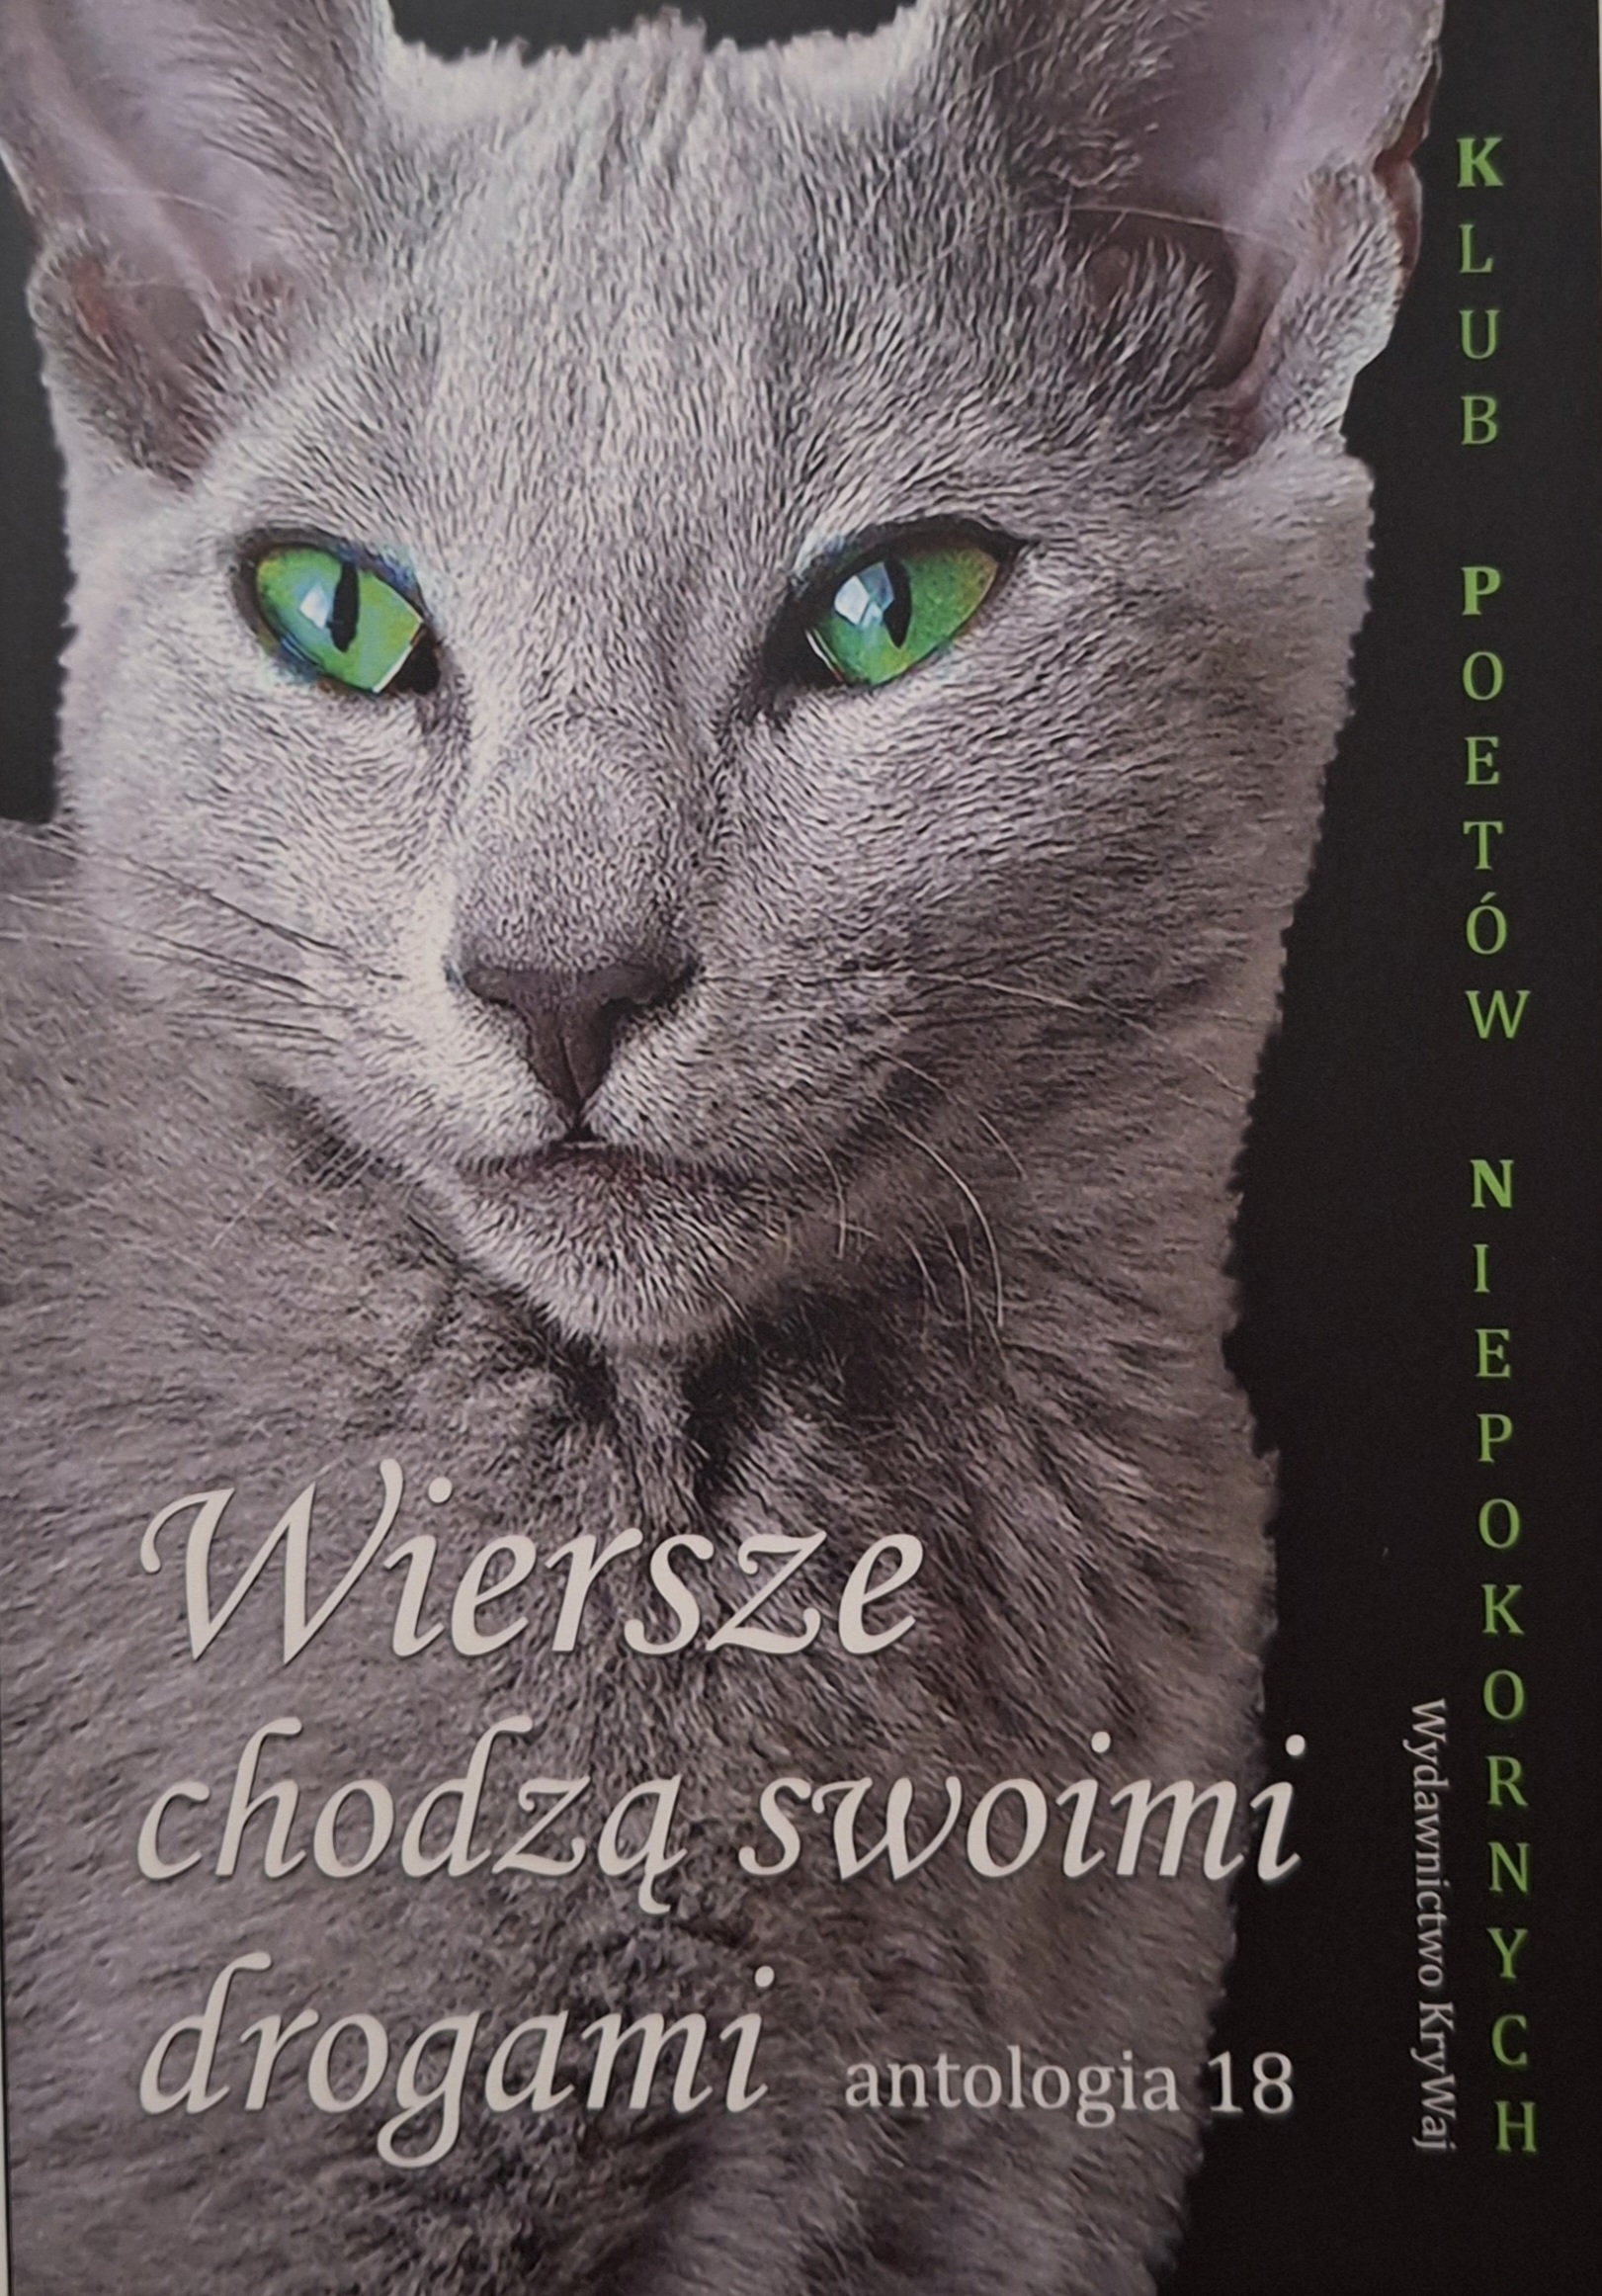 KLUB POETÓW NIEPOKORNYCH
Wiersze
chodzą swoimi
drogami antologia 18
Wydawnictwo KryWaj